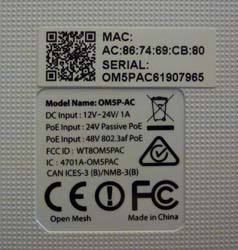 MAC:
AC:86:74:69:CB:80
SERIAL:
OM5PAC61907965
Model Name: OM5P-AC
DC Input : 12V⎓24V/ 1A
PoE Input : 24V Passive PoE
PoE Input : 48V 802.3af PoE
FCC ID : WT8OM5PAC
IC : 4701A-OM5PAC
CAN ICES-3 (B)/NMB-3(B)
CE FC
Open Mesh
Made in China